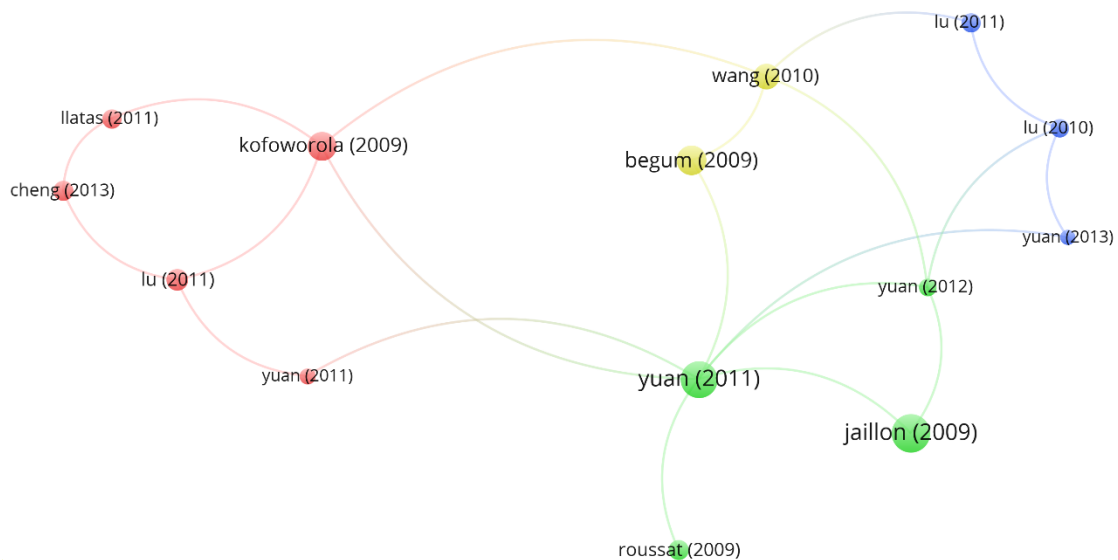 lu (2011)
wang (2010)
llatas (2011)
lu (2010)
kofoworola (2009)
begum (2009)
cheng (2013)
yuan (2013)
lu (2011)
yuan (2012)
yuan (2011)
yuan (2011)
jaillon (2009)
roussat (2009)